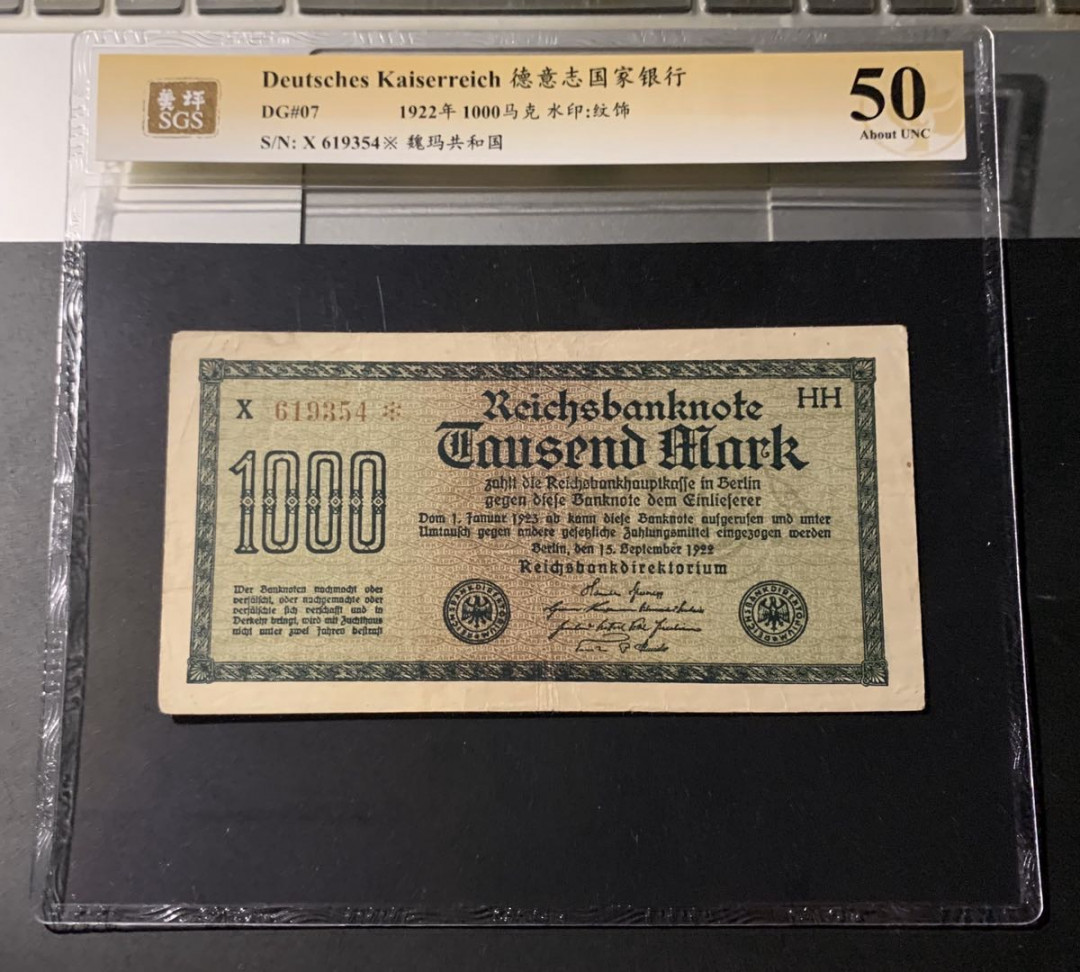 Deutsches Kaiserreich 德意志国家银行
DG#07 1922年 1000马克 水印:纹饰
S/N: X 619354※ 魏玛共和国
SGS
50
About UNC
X 619354 ※
HH
Reichsbanknote
Tausend Mark
1000
zahlt die Reichsbankhauptkasse in Berlin
gegen diese Banknote dem Einlieferer
Vom 1. Januar 1923 ab kann diese Banknote aufgerufen und unter
Umtausch gegen andere gesetzliche Zahlungsmittel eingezogen werden
Berlin, den 15. September 1922
Reichsbankdirektorium
Wer Banknoten nachmacht oder
verfälscht, oder nachgemachte oder
verfälschte sich verschafft und in
Verkehr bringt, wird mit Zuchthaus
nicht unter zwei Jahren bestraft
REICHSBANKDIREKTORIUM
REICHSBANKDIREKTORIUM